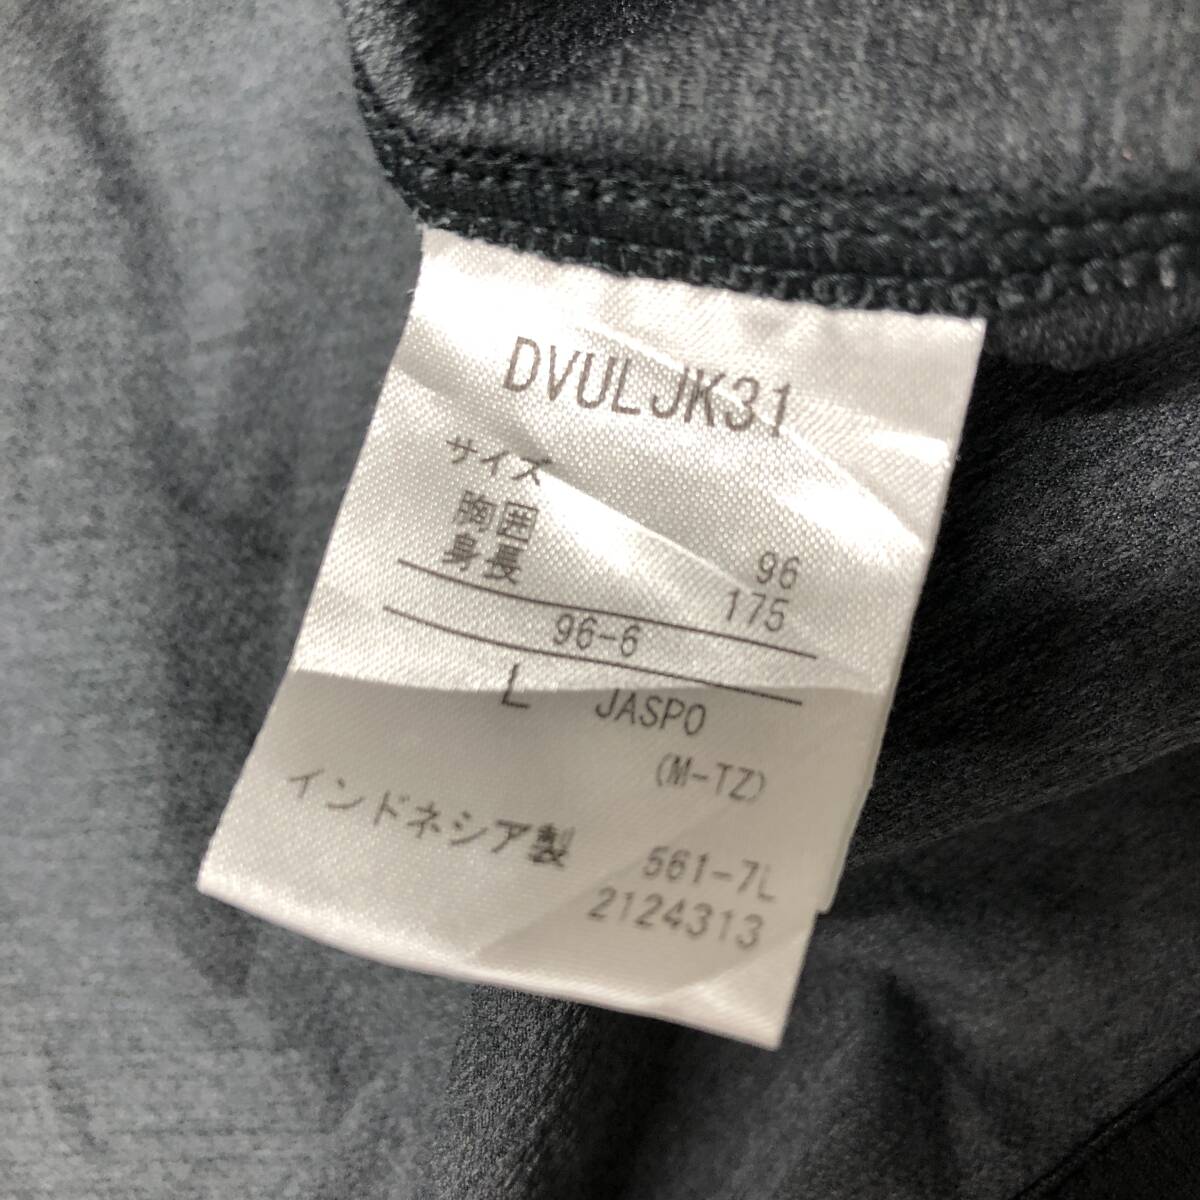 DVULJK31
サイズ
胸囲 96
身長 175
96-6
L JASPO
(M-TZ)
インドネシア製
561-7L
2124313